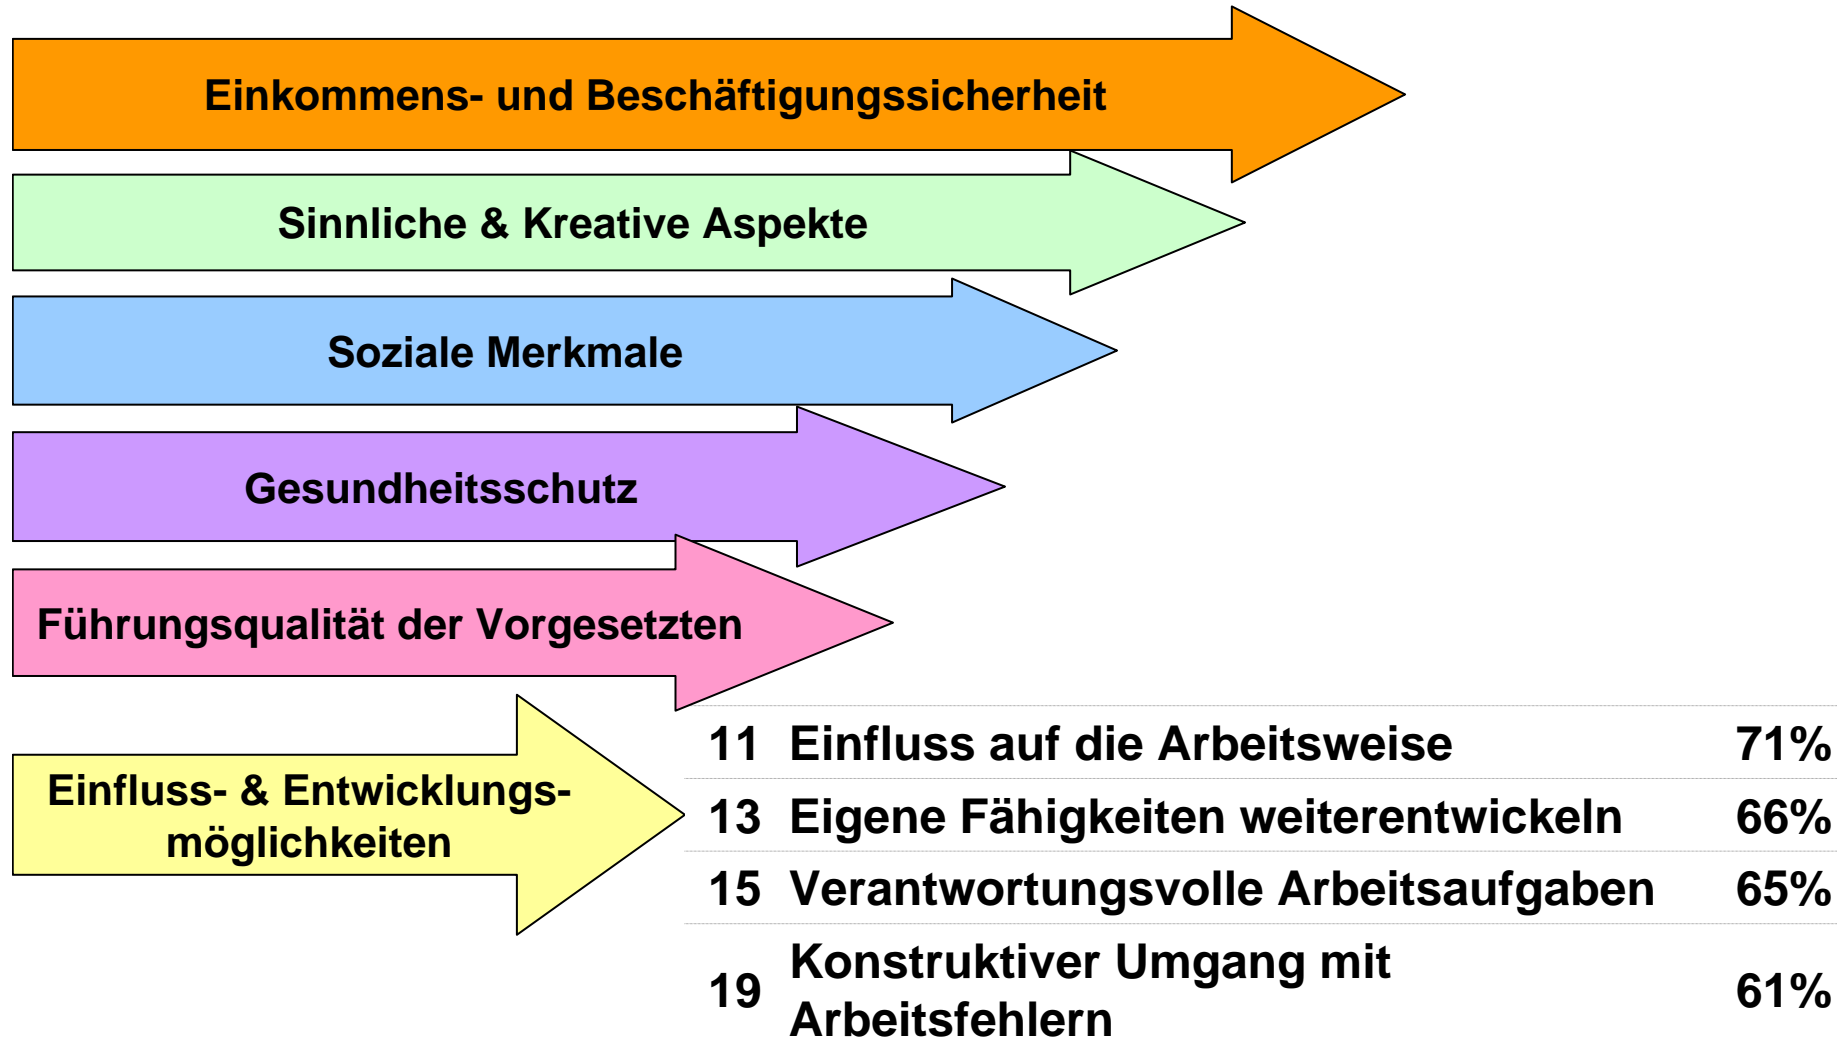 Einkommens- und Beschäftigungssicherheit
Sinnliche & Kreative Aspekte
Soziale Merkmale
Gesundheitsschutz
Führungsqualität der Vorgesetzten
Einfluss- & Entwicklungs-
möglichkeiten
11 Einfluss auf die Arbeitsweise 71%
13 Eigene Fähigkeiten weiterentwickeln 66%
15 Verantwortungsvolle Arbeitsaufgaben 65%
19 Konstruktiver Umgang mit 61%
Arbeitsfehlern